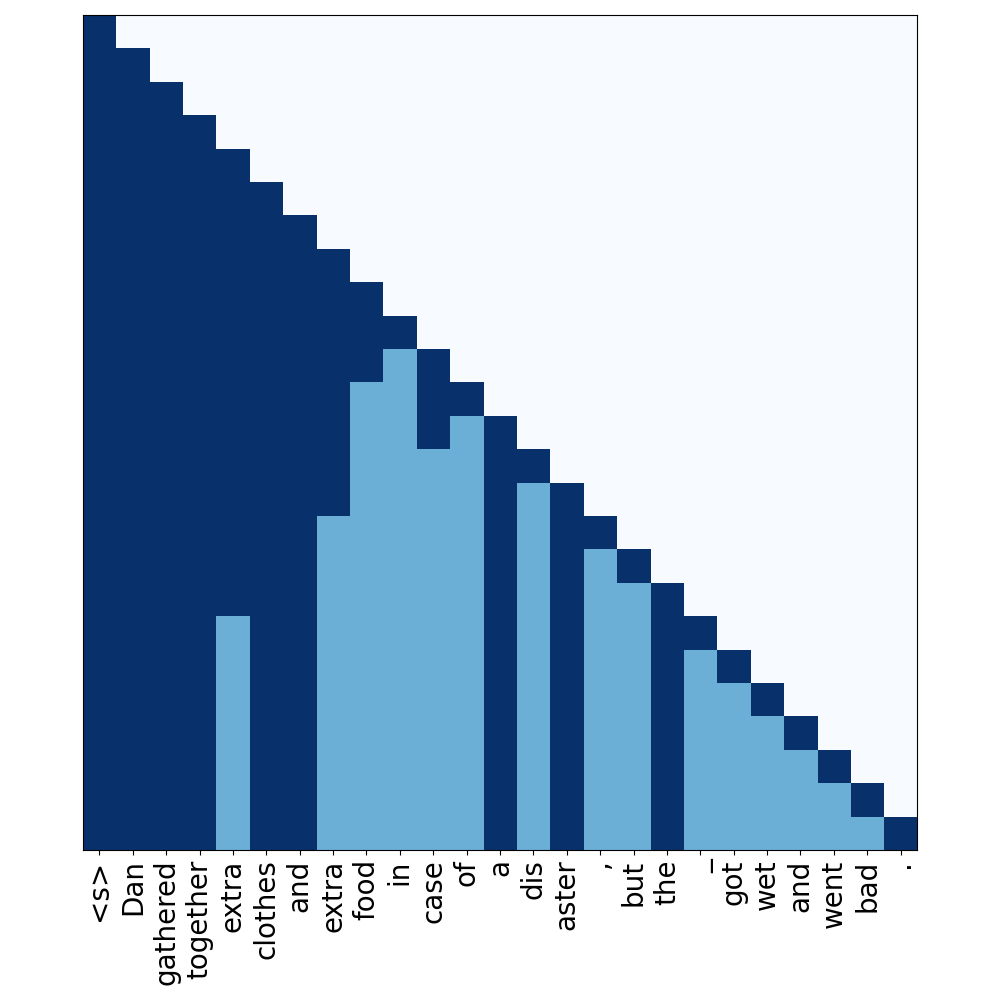 <s>
Dan
gathered
together
extra
clothes
and
extra
food
in
case
of
a
dis
aster
,
but
the
_
got
wet
and
went
bad
.